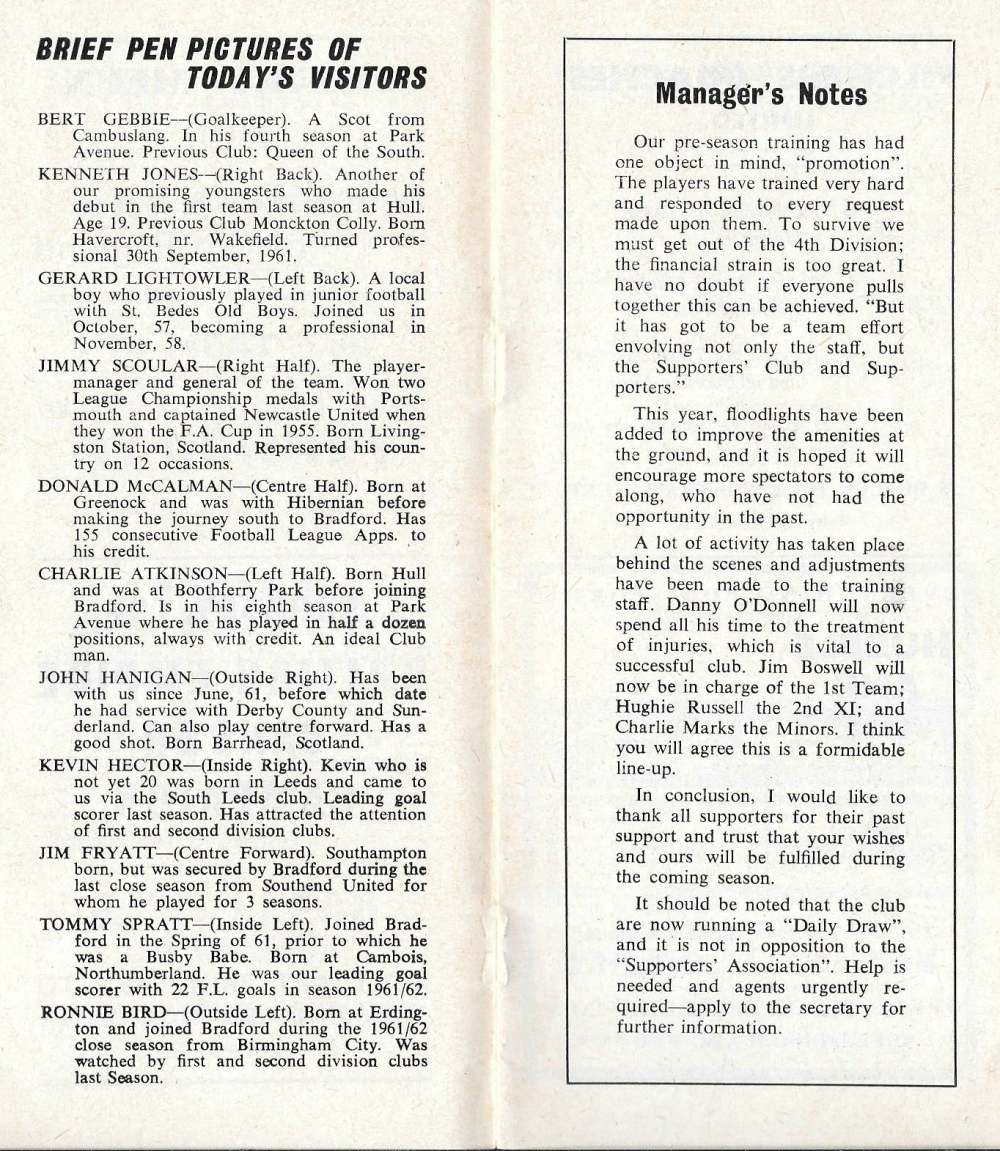 BRIEF PEN PICTURES OF
TODAY'S VISITORS
BERT GEBBIE—(Goalkeeper). A Scot from
Cambuslang. In his fourth season at Park
Avenue. Previous Club: Queen of the South.
KENNETH JONES—(Right Back). Another of
our promising youngsters who made his
debut in the first team last season at Hull.
Age 19. Previous Club Monckton Colly. Born
Havercroft, nr. Wakefield. Turned profes-
sional 30th September, 1961.
GERARD LIGHTOWLER—(Left Back). A local
boy who previously played in junior football
with St. Bedes Old Boys. Joined us in
October, 57, becoming a professional in
November, 58.
JIMMY SCOULAR—(Right Half). The player-
manager and general of the team. Won two
League Championship medals with Ports-
mouth and captained Newcastle United when
they won the F.A. Cup in 1955. Born Living-
ston Station, Scotland. Represented his coun-
try on 12 occasions.
DONALD McCALMAN—(Centre Half). Born at
Greenock and was with Hibernian before
making the journey south to Bradford. Has
155 consecutive Football League Apps. to
his credit.
CHARLIE ATKINSON—(Left Half). Born Hull
and was at Boothferry Park before joining
Bradford. Is in his eighth season at Park
Avenue where he has played in half a dozen
positions, always with credit. An ideal Club
man.
JOHN HANIGAN—(Outside Right). Has been
with us since June, 61, before which date
he had service with Derby County and Sun-
derland. Can also play centre forward. Has a
good shot. Born Barrhead, Scotland.
KEVIN HECTOR—(Inside Right). Kevin who is
not yet 20 was born in Leeds and came to
us via the South Leeds club. Leading goal
scorer last season. Has attracted the attention
of first and second division clubs.
JIM FRYATT—(Centre Forward). Southampton
born, but was secured by Bradford during the
last close season from Southend United for
whom he played for 3 seasons.
TOMMY SPRATT—(Inside Left). Joined Brad-
ford in the Spring of 61, prior to which he
was a Busby Babe. Born at Cambois,
Northumberland. He was our leading goal
scorer with 22 F.L. goals in season 1961/62.
RONNIE BIRD—(Outside Left). Born at Erding-
ton and joined Bradford during the 1961/62
close season from Birmingham City. Was
watched by first and second division clubs
last Season.
Manager's Notes
Our pre-season training has had
one object in mind, "promotion".
The players have trained very hard
and responded to every request
made upon them. To survive we
must get out of the 4th Division;
the financial strain is too great. I
have no doubt if everyone pulls
together this can be achieved. "But
it has got to be a team effort
envolving not only the staff, but
the Supporters' Club and Sup-
porters."
This year, floodlights have been
added to improve the amenities at
the ground, and it is hoped it will
encourage more spectators to come
along, who have not had the
opportunity in the past.
A lot of activity has taken place
behind the scenes and adjustments
have been made to the training
staff. Danny O'Donnell will now
spend all his time to the treatment
of injuries, which is vital to a
successful club. Jim Boswell will
now be in charge of the 1st Team;
Hughie Russell the 2nd XI; and
Charlie Marks the Minors. I think
you will agree this is a formidable
line-up.
In conclusion, I would like to
thank all supporters for their past
support and trust that your wishes
and ours will be fulfilled during
the coming season.
It should be noted that the club
are now running a "Daily Draw",
and it is not in opposition to the
"Supporters' Association". Help is
needed and agents urgently re-
quired—apply to the secretary for
further information.